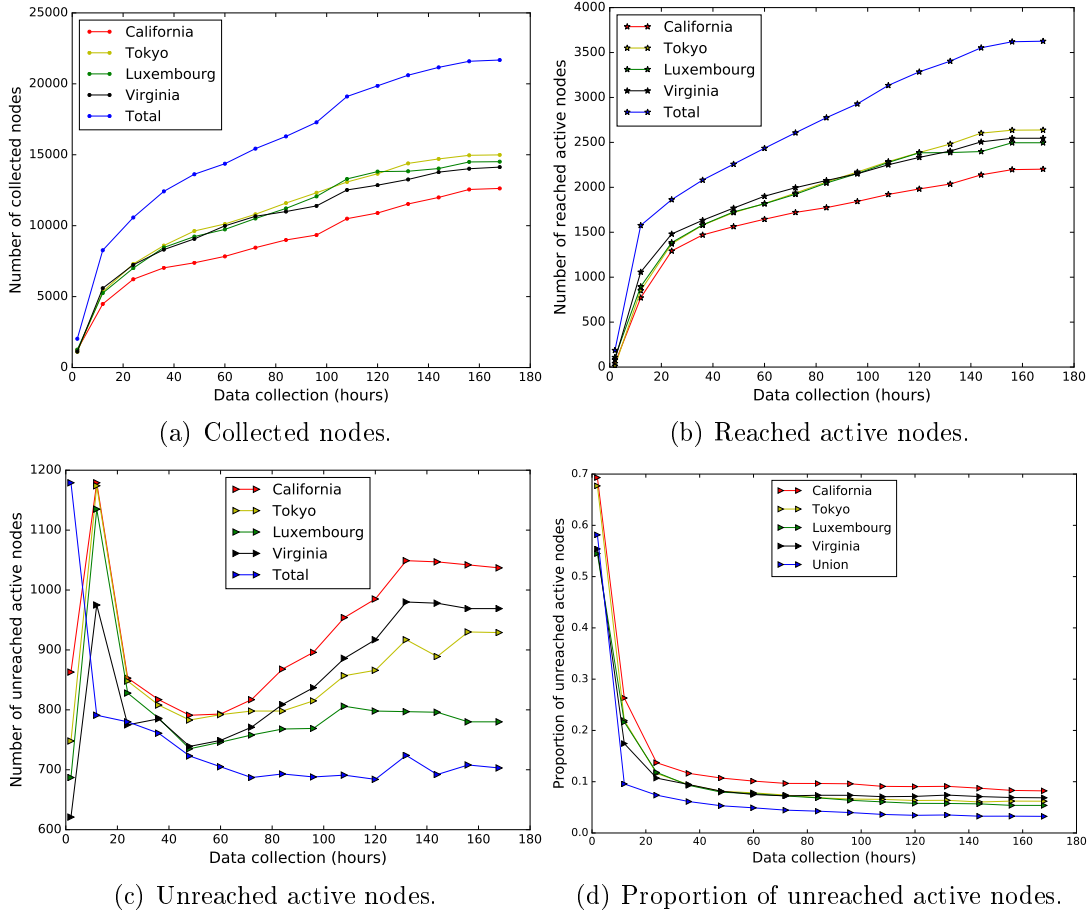 25000
20000
15000
10000
5000
0
Number of collected nodes
California
Tokyo
Luxembourg
Virginia
Total
0 20 40 60 80 100 120 140 160 180
Data collection (hours)
(a) Collected nodes.
4000
3500
3000
2500
2000
1500
1000
500
0
Number of reached active nodes
California
Tokyo
Luxembourg
Virginia
Total
0 20 40 60 80 100 120 140 160 180
Data collection (hours)
(b) Reached active nodes.
1200
1100
1000
900
800
700
600
Number of unreached active nodes
California
Tokyo
Luxembourg
Virginia
Total
0 20 40 60 80 100 120 140 160 180
Data collection (hours)
(c) Unreached active nodes.
0.7
0.6
0.5
0.4
0.3
0.2
0.1
0.0
Proportion of unreached active nodes
California
Tokyo
Luxembourg
Virginia
Union
0 20 40 60 80 100 120 140 160 180
Data collection (hours)
(d) Proportion of unreached active nodes.